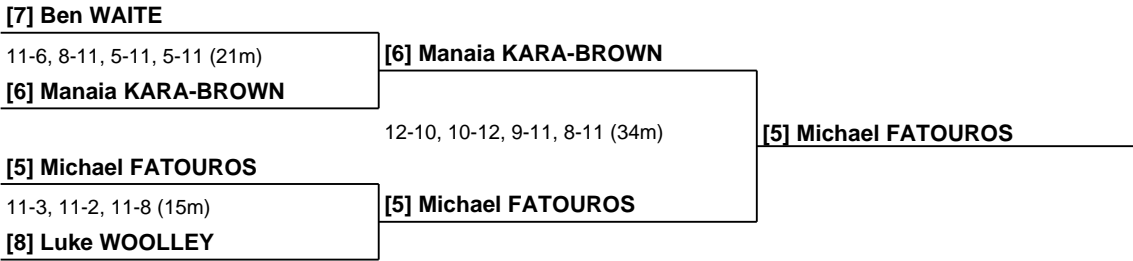 [7] Ben WAITE
11-6, 8-11, 5-11, 5-11 (21m)
[6] Manaia KARA-BROWN
[6] Manaia KARA-BROWN
12-10, 10-12, 9-11, 8-11 (34m)
[5] Michael FATOUROS
[5] Michael FATOUROS
11-3, 11-2, 11-8 (15m)
[5] Michael FATOUROS
[8] Luke WOOLLEY